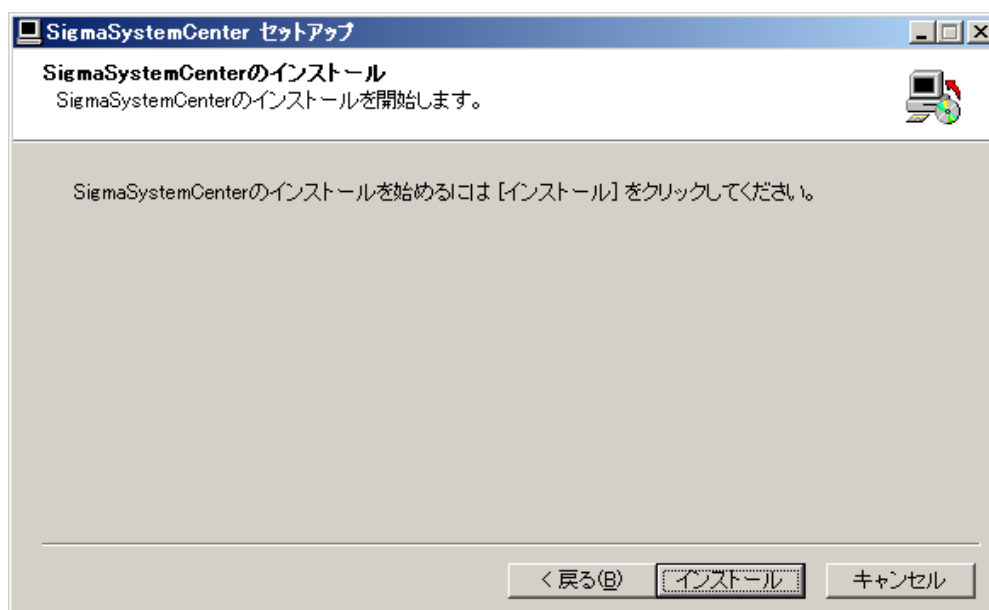 SigmaSystemCenter セットアップ
SigmaSystemCenterのインストール
SigmaSystemCenterのインストールを開始します。
SigmaSystemCenterのインストールを始めるには [インストール] をクリックしてください。
< 戻る(B)
インストール
キャンセル